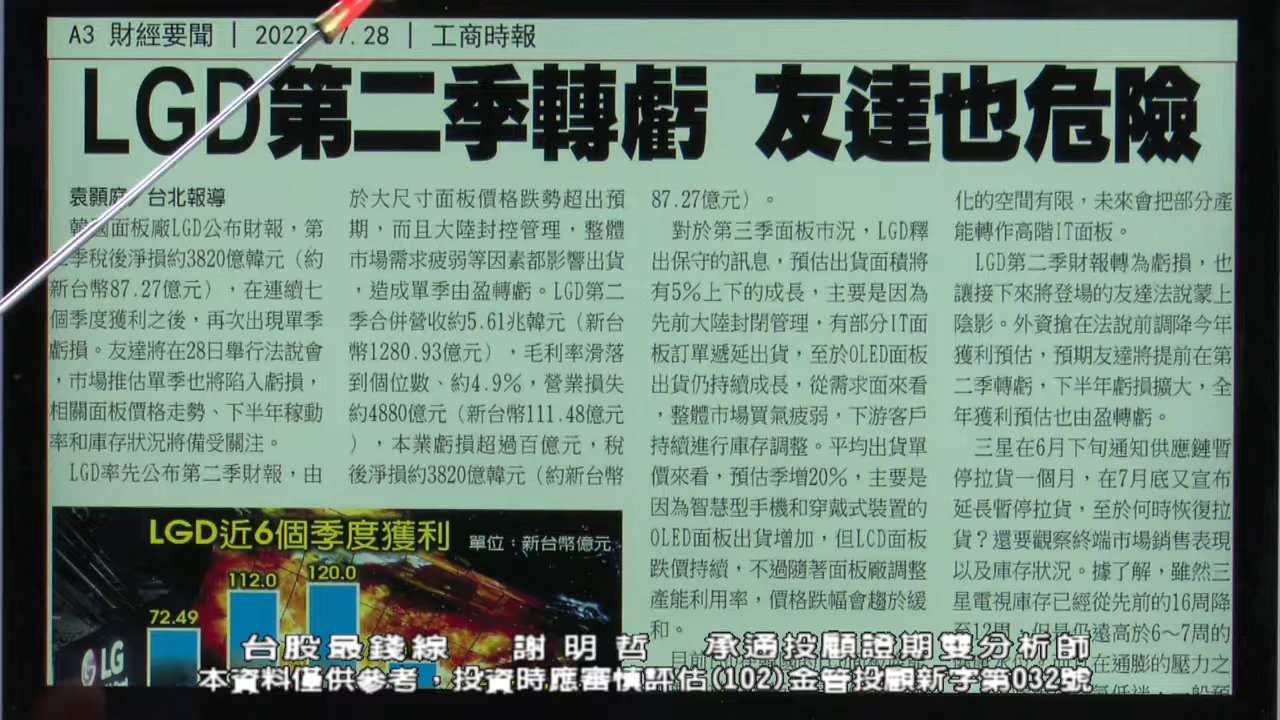 A3 財經要聞 | 2022 7.28 | 工商時報
LGD第二季轉虧 友達也危險
袁顥庭／台北報導
韓國面板廠LGD公布財報，第
二季稅後淨損約3820億韓元（約
新台幣87.27億元），在連續七
個季度獲利之後，再次出現單季
虧損。友達將在28日舉行法說會
，市場推估單季也將陷入虧損，
相關面板價格走勢、下半年稼動
率和庫存狀況將備受關注。
LGD率先公布第二季財報，由
於大尺寸面板價格跌勢超出預
期，而且大陸封控管理，整體
市場需求疲弱等因素都影響出貨
，造成單季由盈轉虧。LGD第二
季合併營收約5.61兆韓元（新台
幣1280.93億元），毛利率滑落
到個位數、約4.9%，營業損失
約4880億元（新台幣111.48億元
），本業虧損超過百億元，稅
後淨損約3820億韓元（約新台幣
87.27億元）。
對於第三季面板市況，LGD釋
出保守的訊息，預估出貨面積將
有5%上下的成長，主要是因為
先前大陸封閉管理，有部分IT面
板訂單遞延出貨，至於OLED面板
出貨仍持續成長，從需求面來看
，整體市場買氣疲弱，下游客戶
持續進行庫存調整。平均出貨單
價來看，預估季增20%，主要是
因為智慧型手機和穿戴式裝置的
OLED面板出貨增加，但LCD面板
跌價持續，不過隨著面板廠調整
產能利用率，價格跌幅會趨於緩
和。
目前
化的空間有限，未來會把部分產
能轉作高階IT面板。
LGD第二季財報轉為虧損，也
讓接下來將登場的友達法說蒙上
陰影。外資搶在法說前調降今年
獲利預估，預期友達將提前在第
二季轉虧，下半年虧損擴大，全
年獲利預估也由盈轉虧。
三星在6月下旬通知供應鏈暫
停拉貨一個月，在7月底又宣布
延長暫停拉貨，至於何時恢復拉
貨？還要觀察終端市場銷售表現
以及庫存狀況。據了解，雖然三
星電視庫存已經從先前的16周降
至12周，但是仍遠高於6～7周的
在通膨的壓力之
LGD近6個季度獲利
單位：新台幣億元
72.49
112.0
120.0
LG
台股最錢線 謝明哲 承通投顧證期雙分析師
本資料僅供參考，投資時應審慎評估(102)金管投顧新字第032號